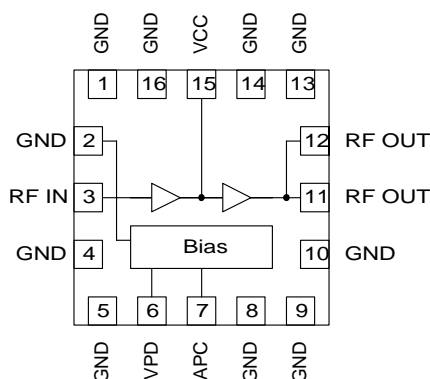 GND GND VCC GND GND
1 16 15 14 13
GND 2 12 RF OUT
RF IN 3 11 RF OUT
GND 4 Bias 10 GND
5 6 7 8 9
GND VPD APC GND GND